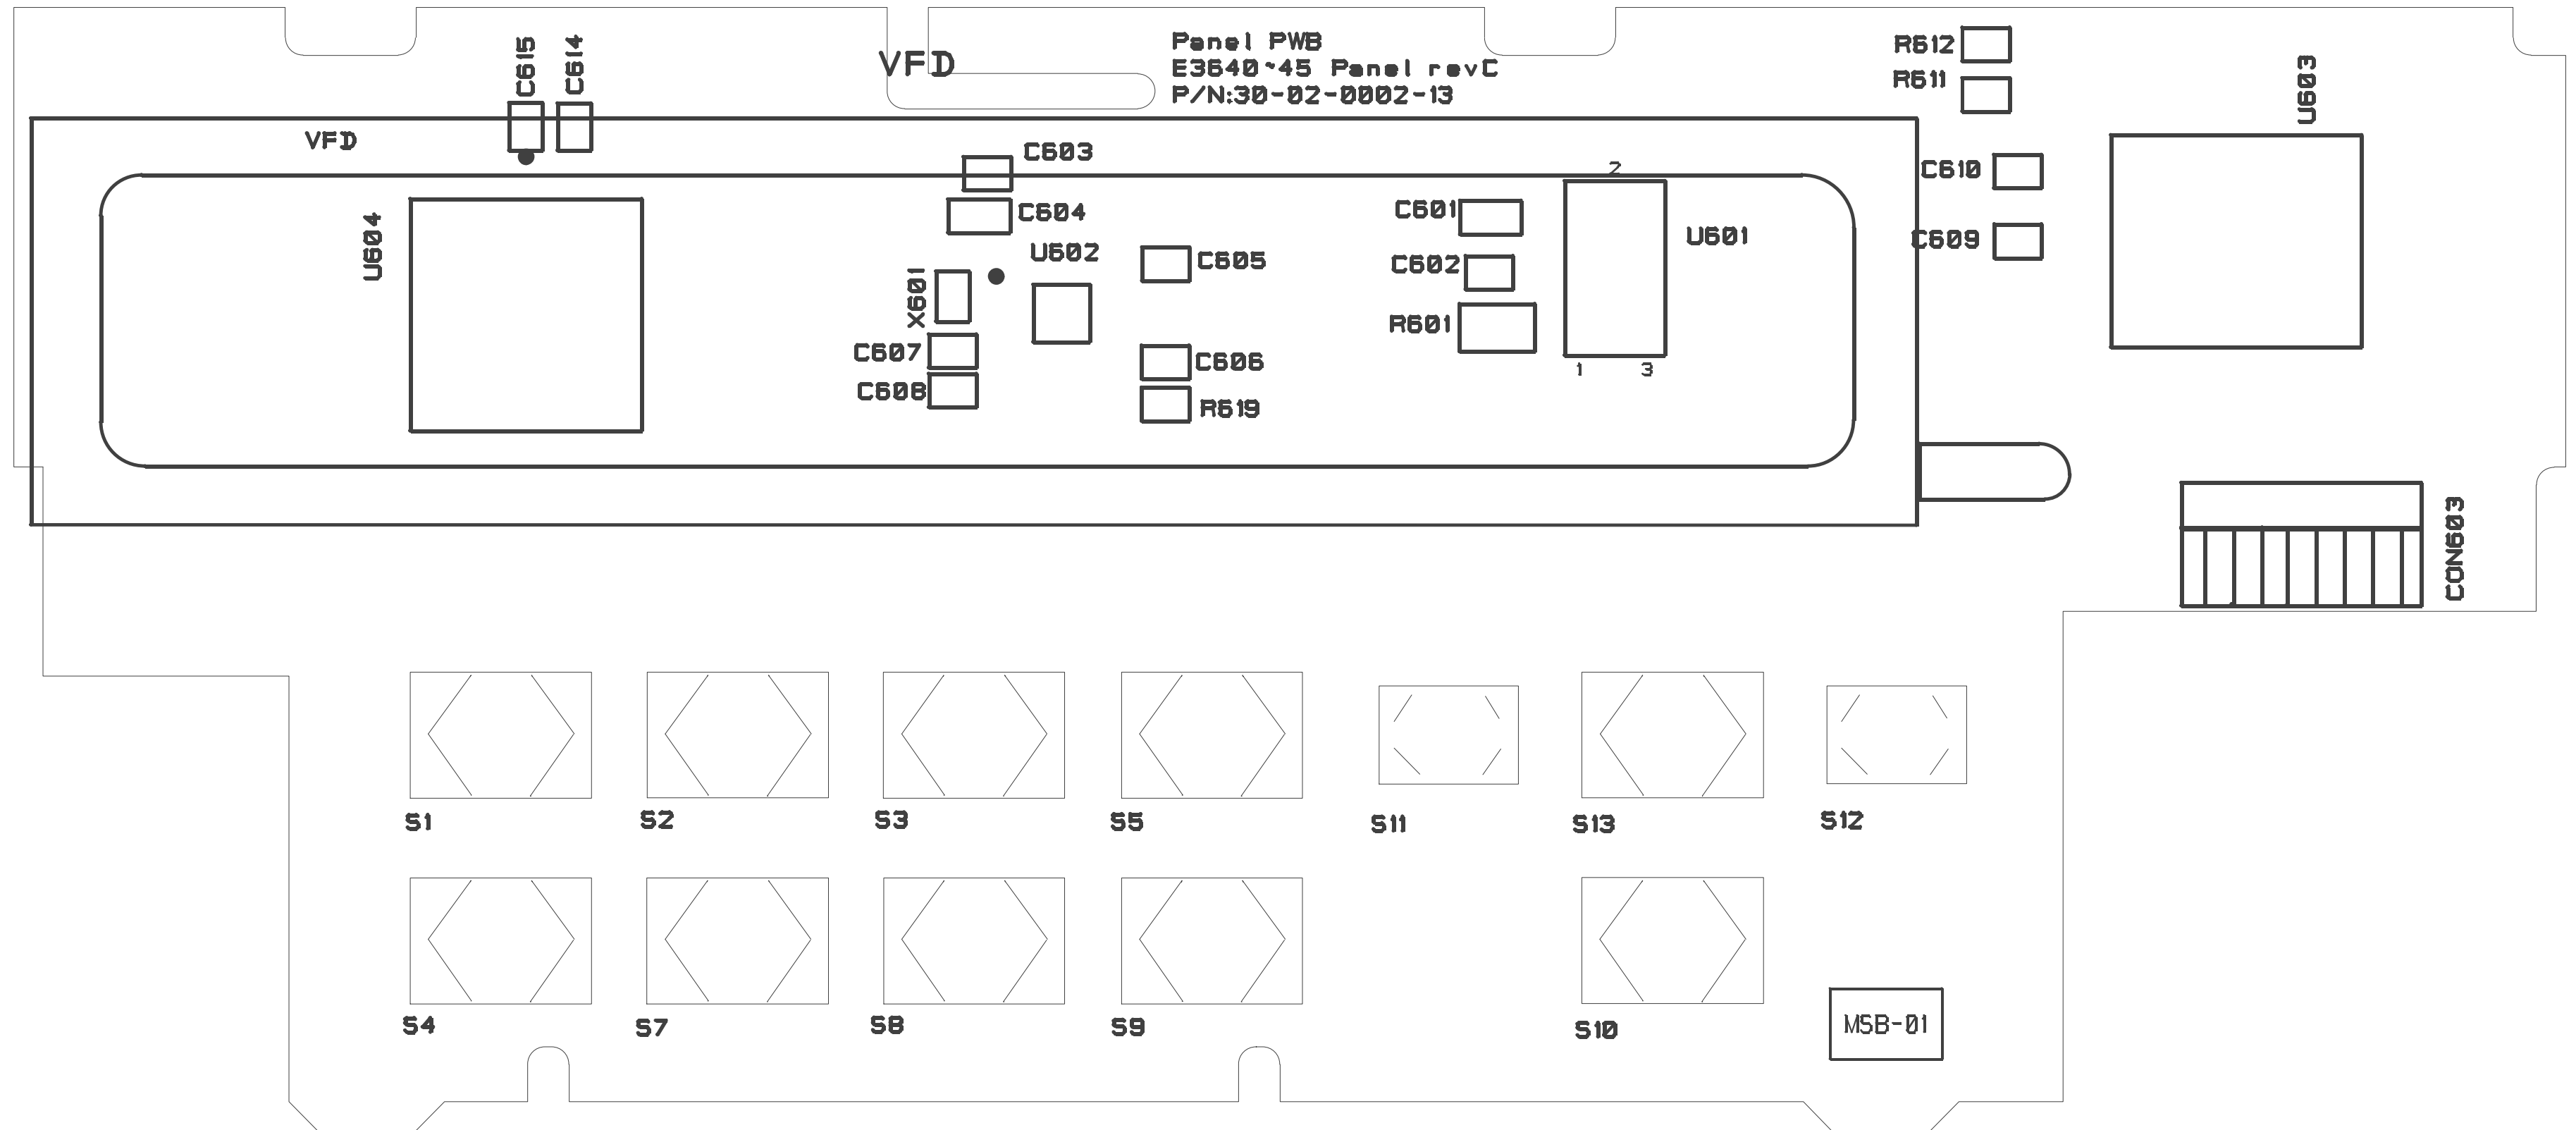 Panel PWB
E3640~45 Panel revC
P/N:30-02-0002-13
VFD
C615
C614
R612
R611
U603
VFD
C603
C610
C604
C601
2
U601
C609
U604
U602
C605
C602
X601
R601
C607
C606
1
3
C608
R619
CON603
S1
S2
S3
S5
S11
S13
S12
S4
S7
S8
S9
S10
MSB-01